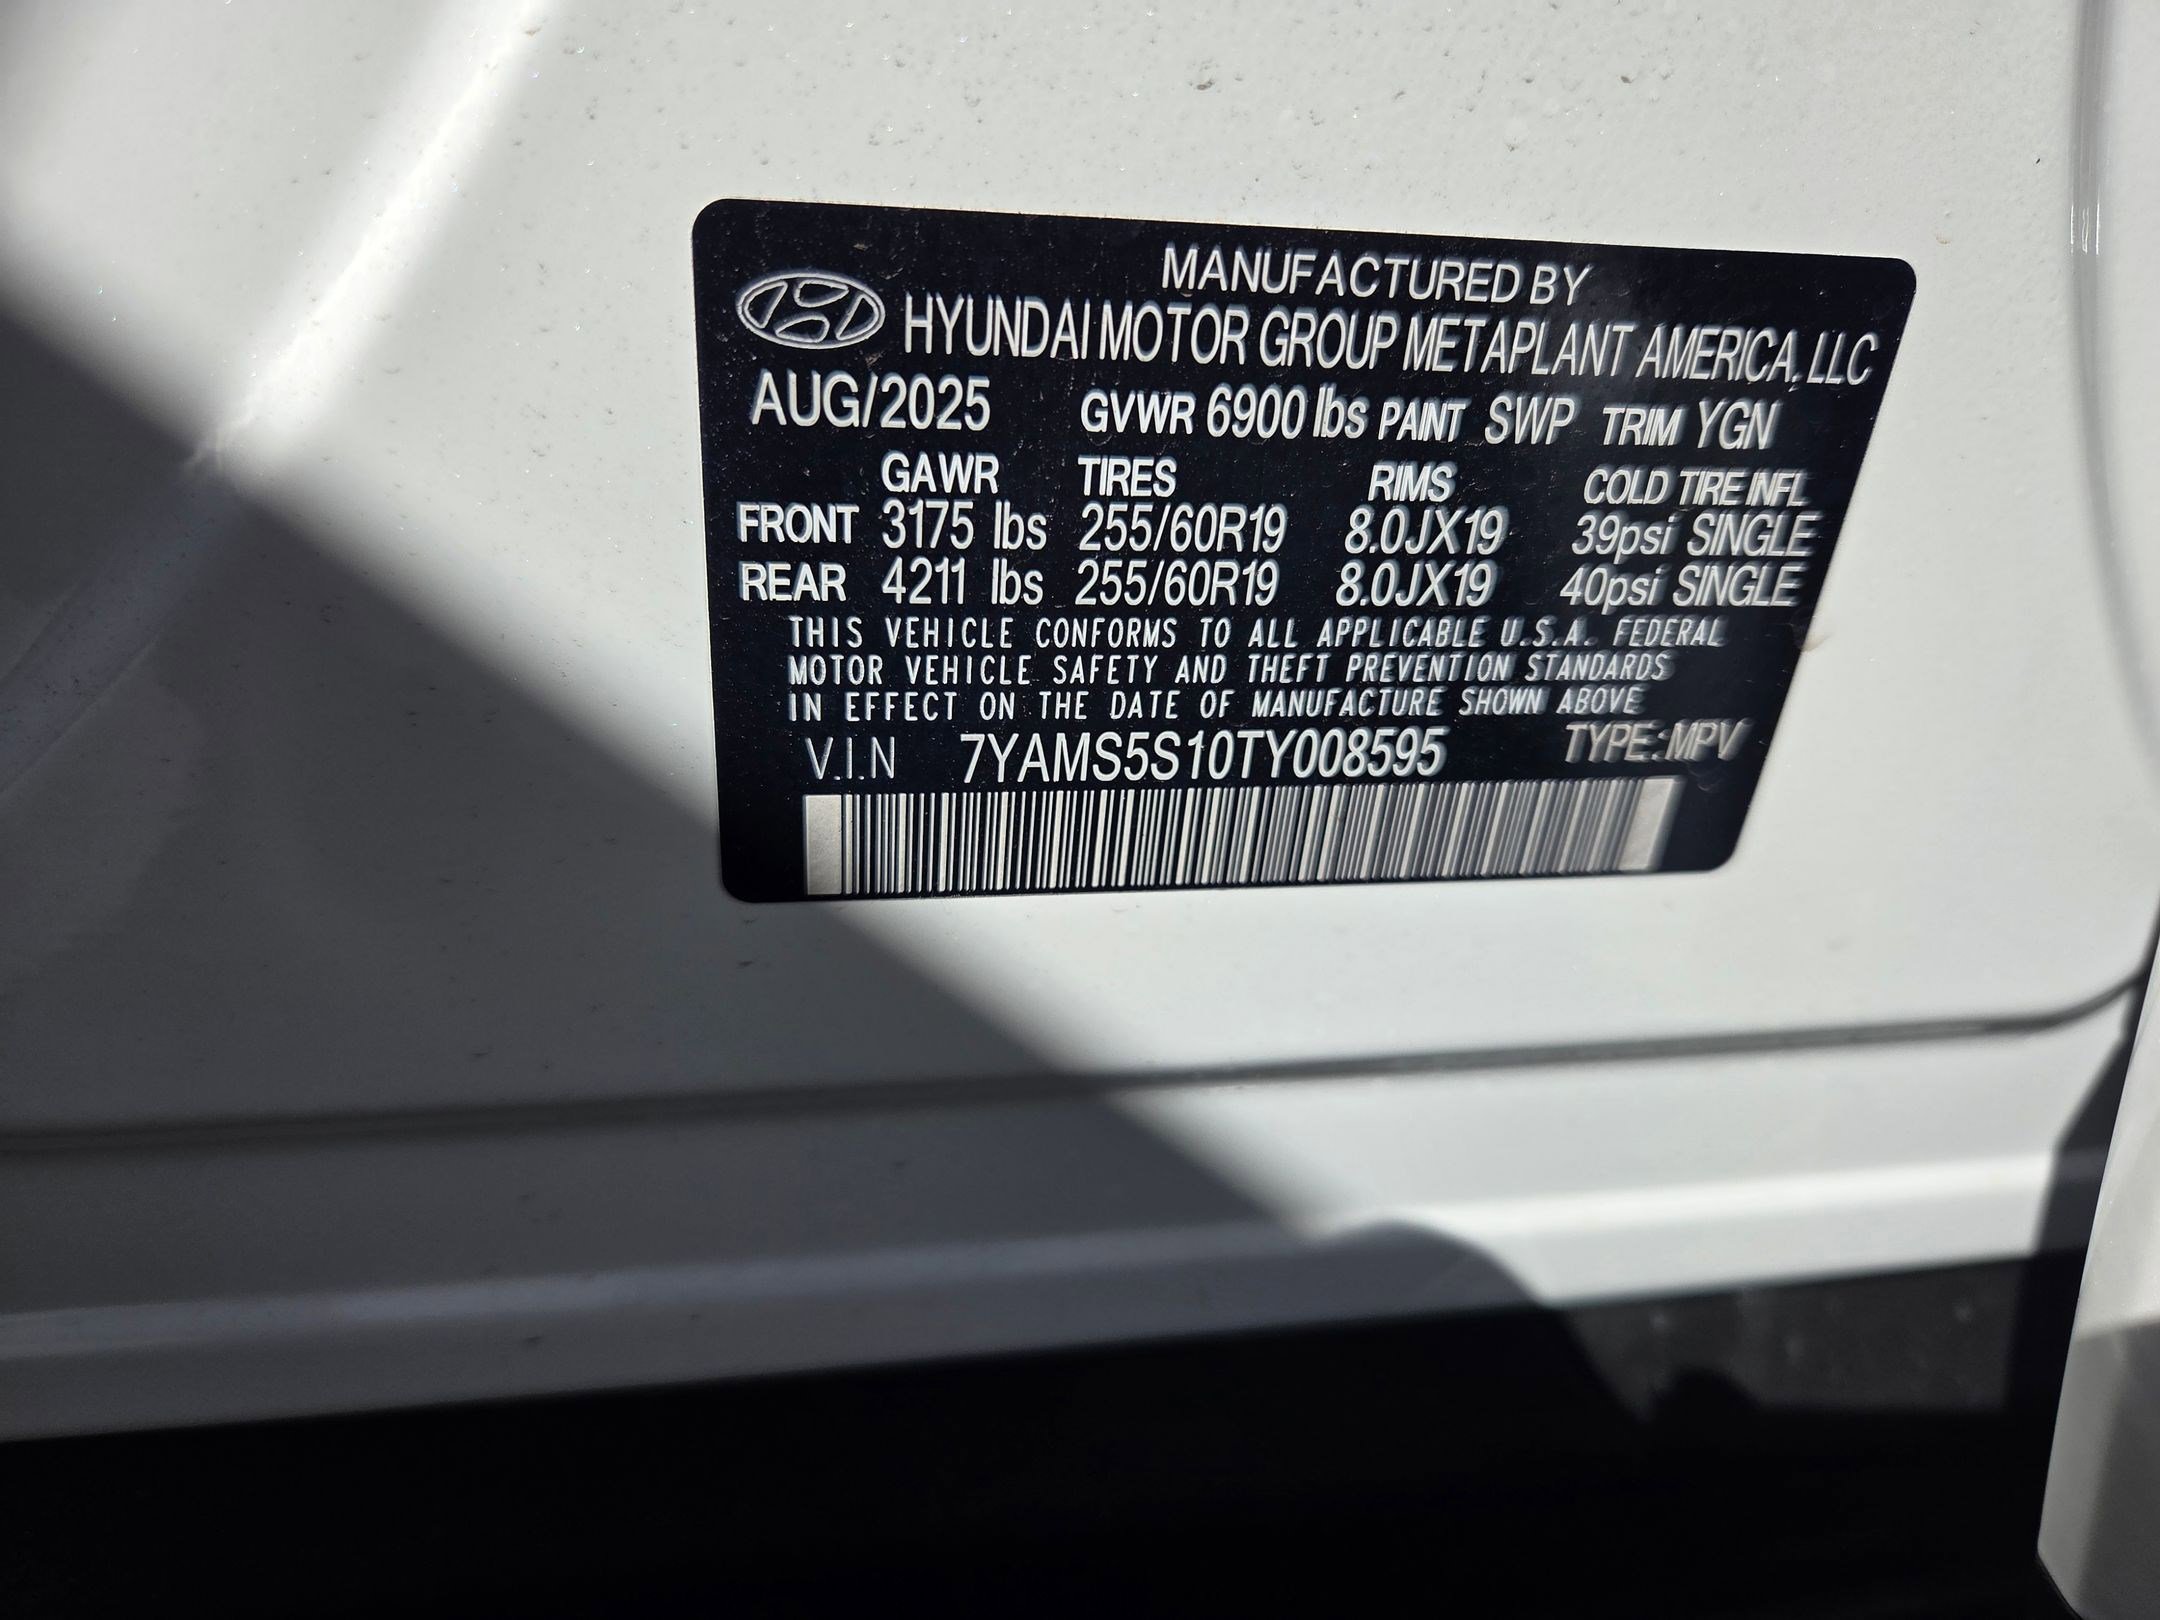 MANUFACTURED BY
HYUNDAI MOTOR GROUP METAPLANT AMERICA, LLC
AUG/2025 GVWR 6900 lbs PAINT SWP TRIM YGN
GAWR TIRES RIMS COLD TIRE INFL
FRONT 3175 lbs 255/60R19 8.0JX19 39psi SINGLE
REAR 4211 lbs 255/60R19 8.0JX19 40psi SINGLE
THIS VEHICLE CONFORMS TO ALL APPLICABLE U.S.A. FEDERAL
MOTOR VEHICLE SAFETY AND THEFT PREVENTION STANDARDS
IN EFFECT ON THE DATE OF MANUFACTURE SHOWN ABOVE
V.I.N 7YAMS5S10TY008595 TYPE:MPV